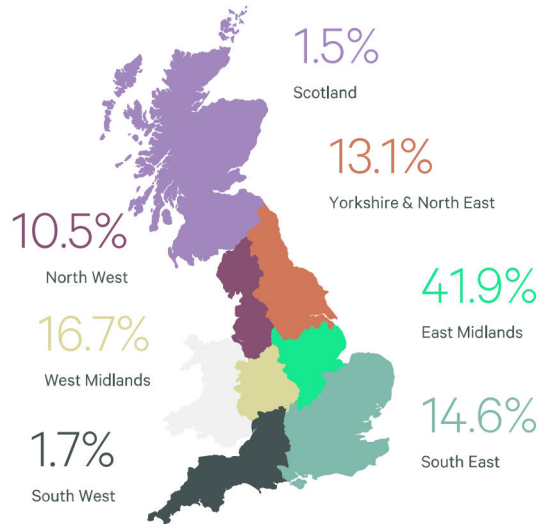 1.5%
Scotland
13.1%
Yorkshire & North East
10.5%
North West
41.9%
East Midlands
16.7%
West Midlands
14.6%
South East
1.7%
South West